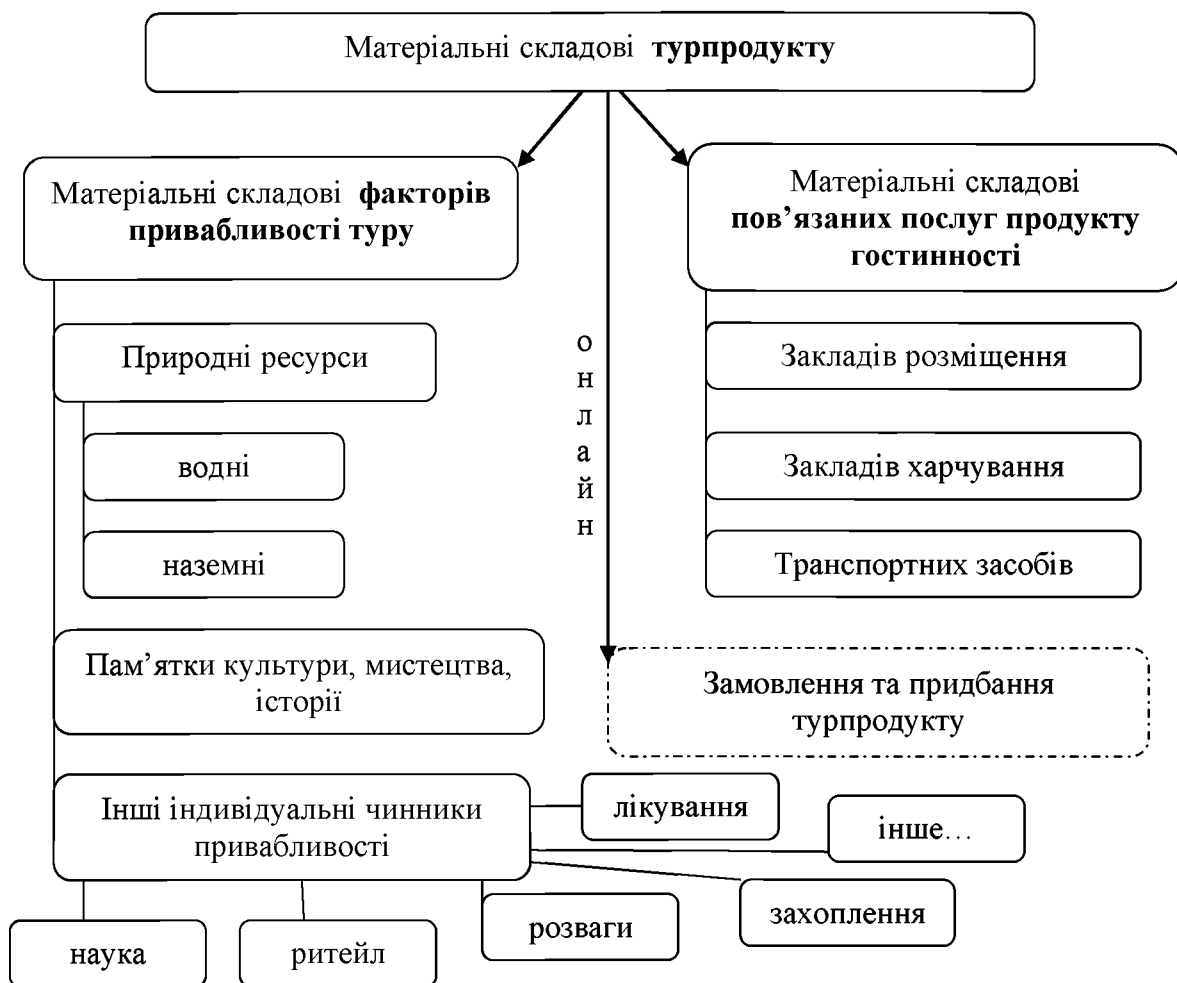 Матеріальні складові турпродукту
Матеріальні складові факторів
привабливості туру
Матеріальні складові
пов’язаних послуг продукту
гостинності
Природні ресурси
водні
наземні
Пам’ятки культури, мистецтва,
історії
Інші індивідуальні чинники
привабливості
наука
ритейл
розваги
захоплення
інше…
лікування
онлайн
Закладів розміщення
Закладів харчування
Транспортних засобів
Замовлення та придбання
турпродукту